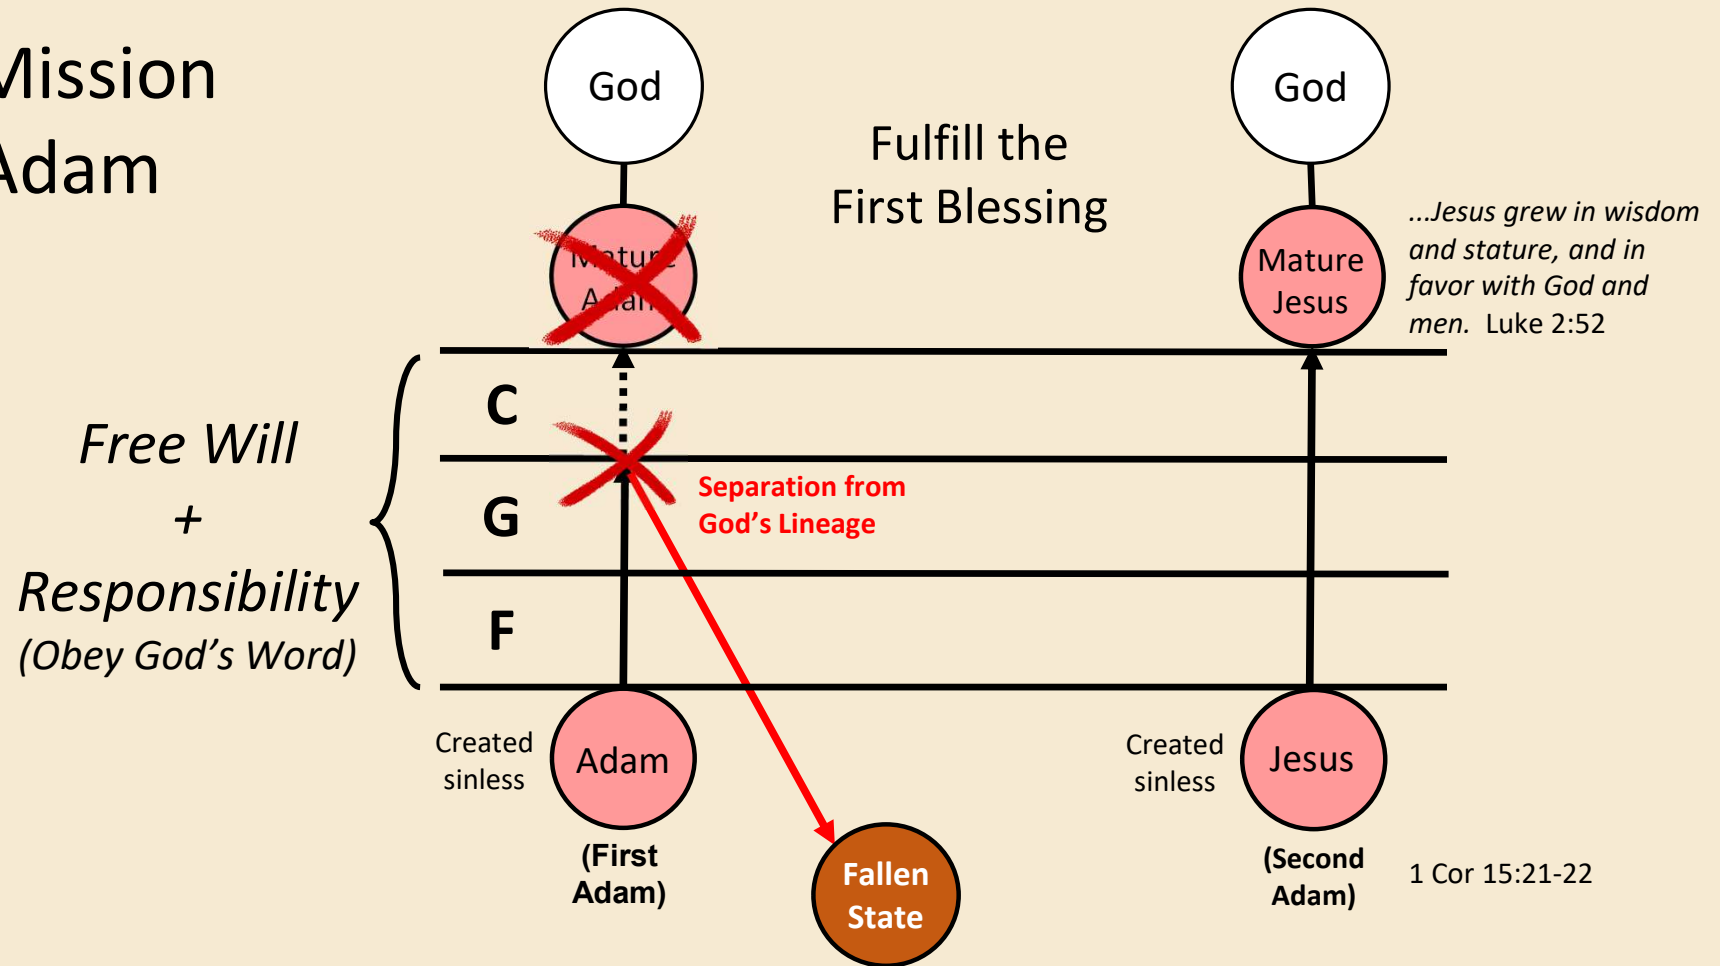 Mission
Adam
God
God
Fulfill the
First Blessing
Mature
Adam
Mature
Jesus
...Jesus grew in wisdom
and stature, and in
favor with God and
men. Luke 2:52
Free Will
+
Responsibility
(Obey God's Word)
C
G
F
Separation from
God's Lineage
Created
sinless
Adam
(First
Adam)
Fallen
State
Created
sinless
Jesus
(Second
Adam)
1 Cor 15:21-22